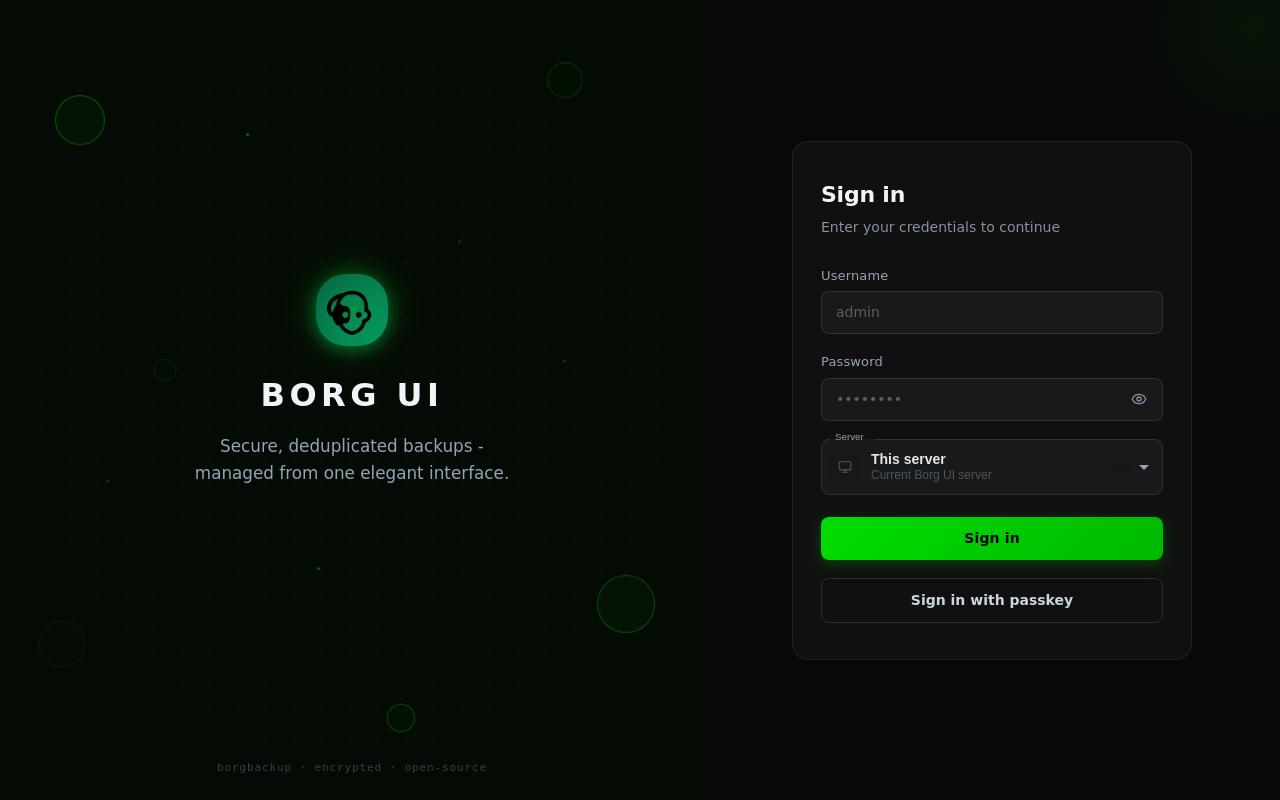 BORG UI
Secure, deduplicated backups -
managed from one elegant interface.
borgbackup · encrypted · open-source
Sign in
Enter your credentials to continue
Username
admin
Password
••••••••
Server
This server
Current Borg UI server
Sign in
Sign in with passkey